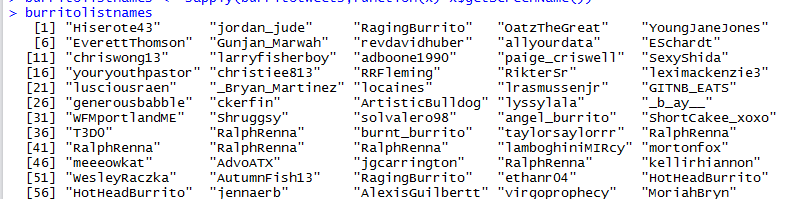 > burritolistnames <- sapply(burritotweets,function(x) x$getScreenName())
> burritolistnames
[1] "Hiserote43" "jordan_jude" "RagingBurrito" "OatzTheGreat" "YoungJaneJones"
[6] "EverettThomson" "Gunjan_Marwah" "revdavidhuber" "allyourdata" "ESchardt"
[11] "chriswong13" "larryfisherboy" "adboone1990" "paige_criswell" "SexyShida"
[16] "youryouthpastor" "christiee813" "RRFleming" "RikterSr" "leximackenzie3"
[21] "lusciousraen" "_Bryan_Martinez" "locaines" "lrasmussenjr" "GITNB_EATS"
[26] "generousbabble" "ckerfin" "ArtisticBulldog" "lyssylala" "_b_ay__"
[31] "WFMportlandME" "Shruggsy" "solvalero98" "angel_burrito" "ShortCakee_xoxo"
[36] "T3D0" "RalphRenna" "burnt_burrito" "taylorsaylorrr" "RalphRenna"
[41] "RalphRenna" "RalphRenna" "RalphRenna" "lamboghiniMIRcy" "mortonfox"
[46] "meeeowkat" "AdvoATX" "jgcarrington" "RalphRenna" "kellirhiannon"
[51] "WesleyRaczka" "AutumnFish13" "RagingBurrito" "ethanr04" "HotHeadBurrito"
[56] "HotHeadBurrito" "jennaerb" "AlexisGuilbertt" "virgoprophecy" "MoriahBryn"